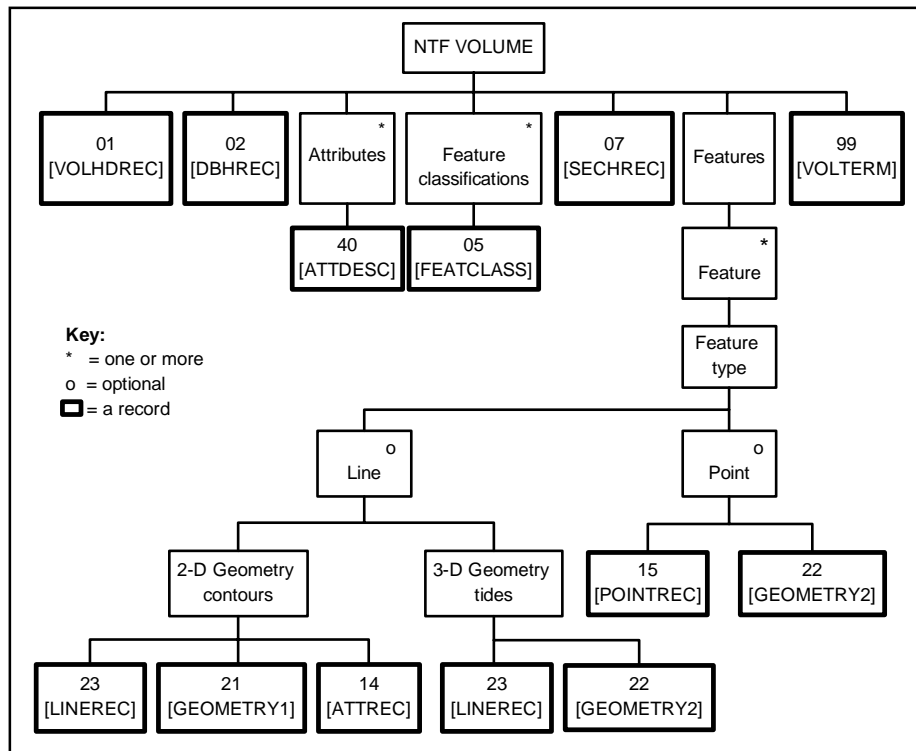 NTF VOLUME
01
[VOLHDREC]
02
[DBHREC]
*
Attributes
*
Feature
classifications
07
[SECHREC]
Features
99
[VOLTERM]
40
[ATTDESC]
05
[FEATCLASS]
*
Feature
Key:
* = one or more
o = optional
= a record
Feature
type
o
Line
o
Point
2-D Geometry
contours
3-D Geometry
tides
15
[POINTREC]
22
[GEOMETRY2]
23
[LINEREC]
21
[GEOMETRY1]
14
[ATTREC]
23
[LINEREC]
22
[GEOMETRY2]